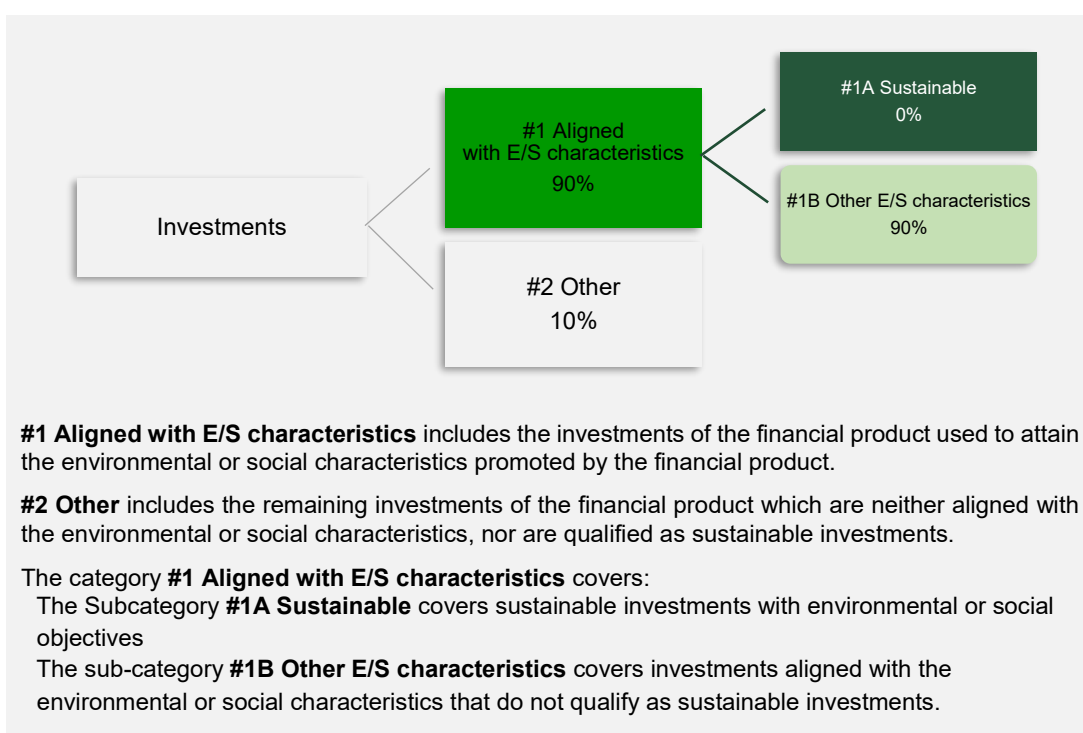 #1A Sustainable
0%
#1 Aligned
with E/S characteristics
90%
#1B Other E/S characteristics
90%
Investments
#2 Other
10%
#1 Aligned with E/S characteristics includes the investments of the financial product used to attain
the environmental or social characteristics promoted by the financial product.
#2 Other includes the remaining investments of the financial product which are neither aligned with
the environmental or social characteristics, nor are qualified as sustainable investments.
The category #1 Aligned with E/S characteristics covers:
The Subcategory #1A Sustainable covers sustainable investments with environmental or social
objectives
The sub-category #1B Other E/S characteristics covers investments aligned with the
environmental or social characteristics that do not qualify as sustainable investments.